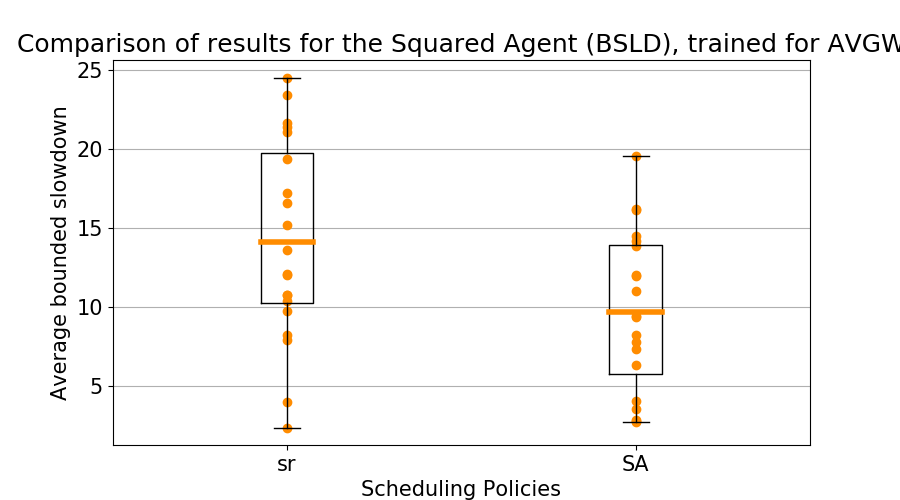 Comparison of results for the Squared Agent (BSLD), trained for AVGW
25
20
15
10
5
Average bounded slowdown
sr
SA
Scheduling Policies